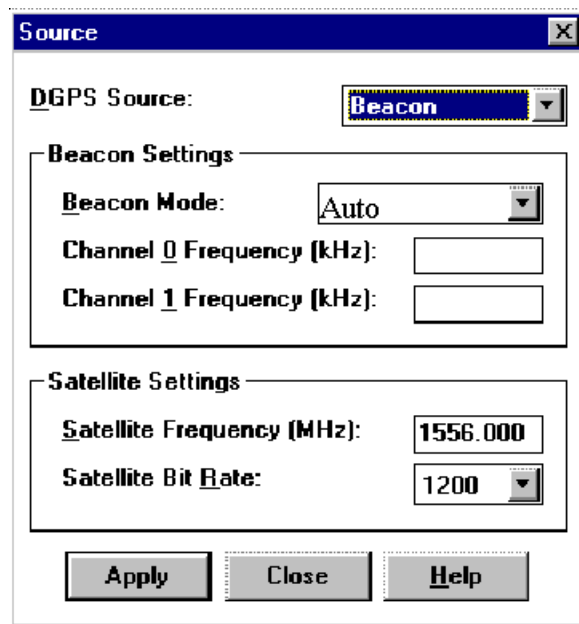 Source
DGPS Source: Beacon
Beacon Settings
Beacon Mode: Auto
Channel 0 Frequency (kHz):
Channel 1 Frequency (kHz):
Satellite Settings
Satellite Frequency (MHz): 1556.000
Satellite Bit Rate: 1200
Apply Close Help